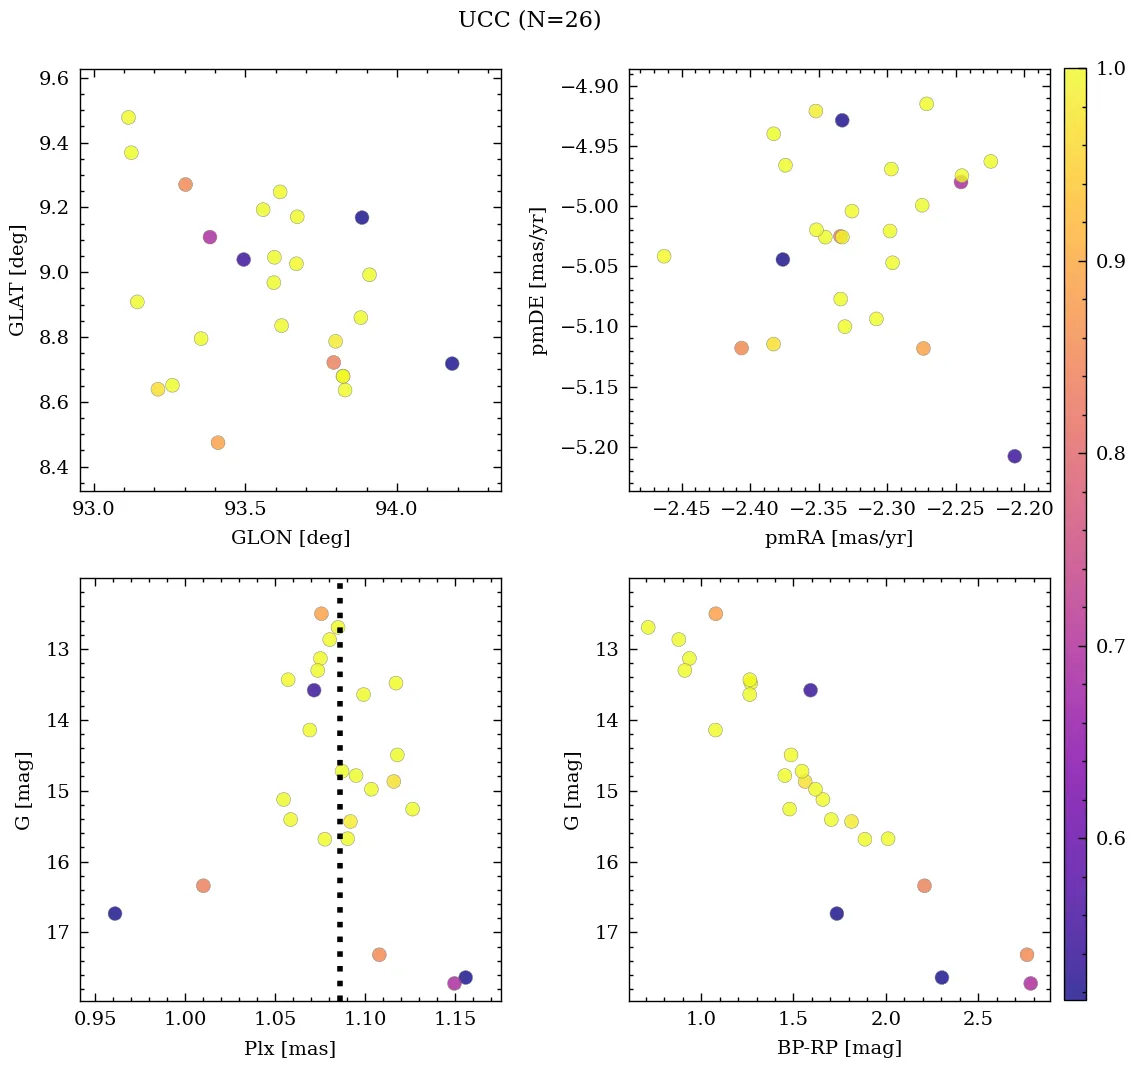 UCC (N=26)
9.6
9.4
9.2
9.0
8.8
8.6
8.4
GLAT [deg]
93.0 93.5 94.0
GLON [deg]
−4.90
−4.95
−5.00
−5.05
−5.10
−5.15
−5.20
pmDE [mas/yr]
−2.45 −2.40 −2.35 −2.30 −2.25 −2.20
pmRA [mas/yr]
13
14
15
16
17
G [mag]
0.95 1.00 1.05 1.10 1.15
Plx [mas]
13
14
15
16
17
G [mag]
1.0 1.5 2.0 2.5
BP-RP [mag]
1.0
0.9
0.8
0.7
0.6